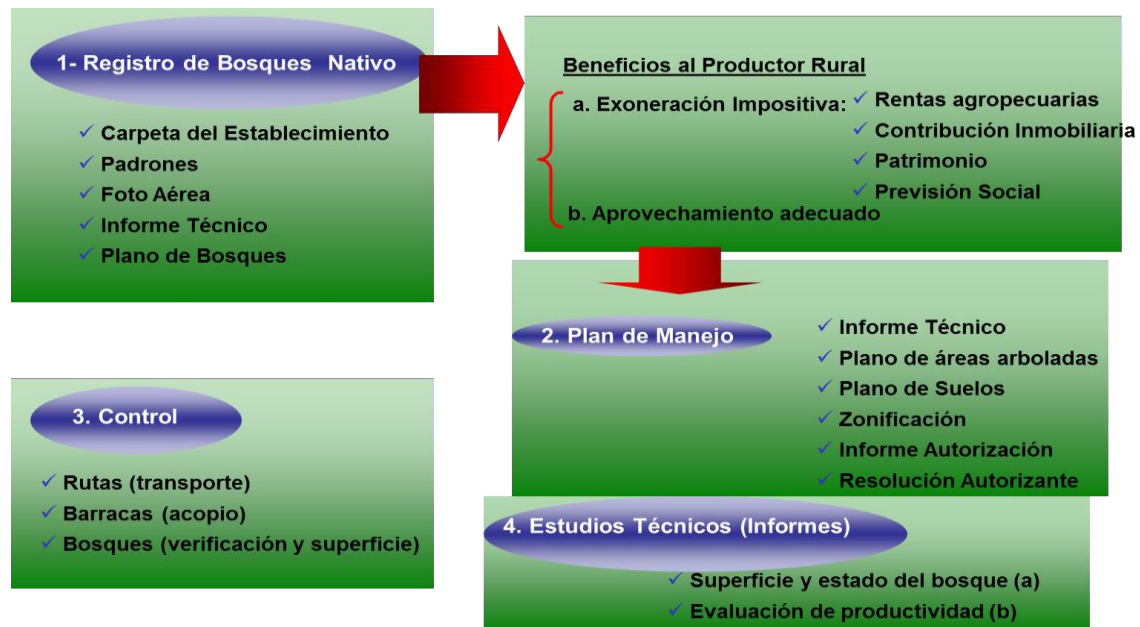 1- Registro de Bosques Nativo
✓ Carpeta del Establecimiento
✓ Padrones
✓ Foto Aérea
✓ Informe Técnico
✓ Plano de Bosques
Beneficios al Productor Rural
a. Exoneración Impositiva:
✓ Rentas agropecuarias
✓ Contribución Inmobiliaria
✓ Patrimonio
✓ Previsión Social
b. Aprovechamiento adecuado
2. Plan de Manejo
✓ Informe Técnico
✓ Plano de áreas arboladas
✓ Plano de Suelos
✓ Zonificación
✓ Informe Autorización
✓ Resolución Autorizante
3. Control
✓ Rutas (transporte)
✓ Barracas (acopio)
✓ Bosques (verificación y superficie)
4. Estudios Técnicos (Informes)
✓ Superficie y estado del bosque (a)
✓ Evaluación de productividad (b)